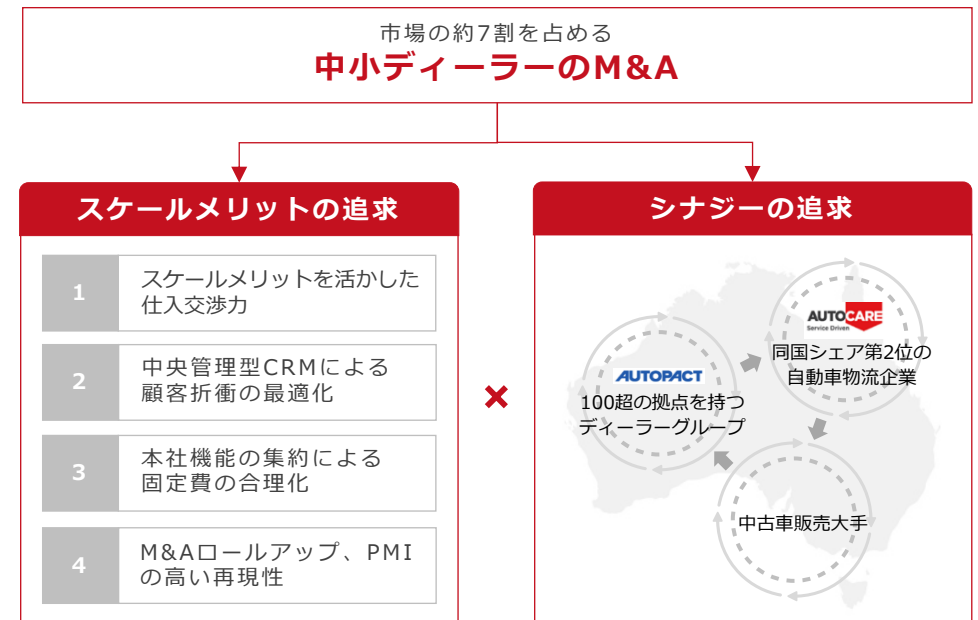 市場の約7割を占める
中小ディーラーのM&A
スケールメリットの追求
1
スケールメリットを活かした
仕入交渉力
2
中央管理型CRMによる
顧客折衝の最適化
3
本社機能の集約による
固定費の合理化
4
M&Aロールアップ、PMI
の高い再現性
×
シナジーの追求
AUTOCARE
Service Driven
同国シェア第2位の
自動車物流企業
AUTOPACT
100超の拠点を持つ
ディーラーグループ
中古車販売大手